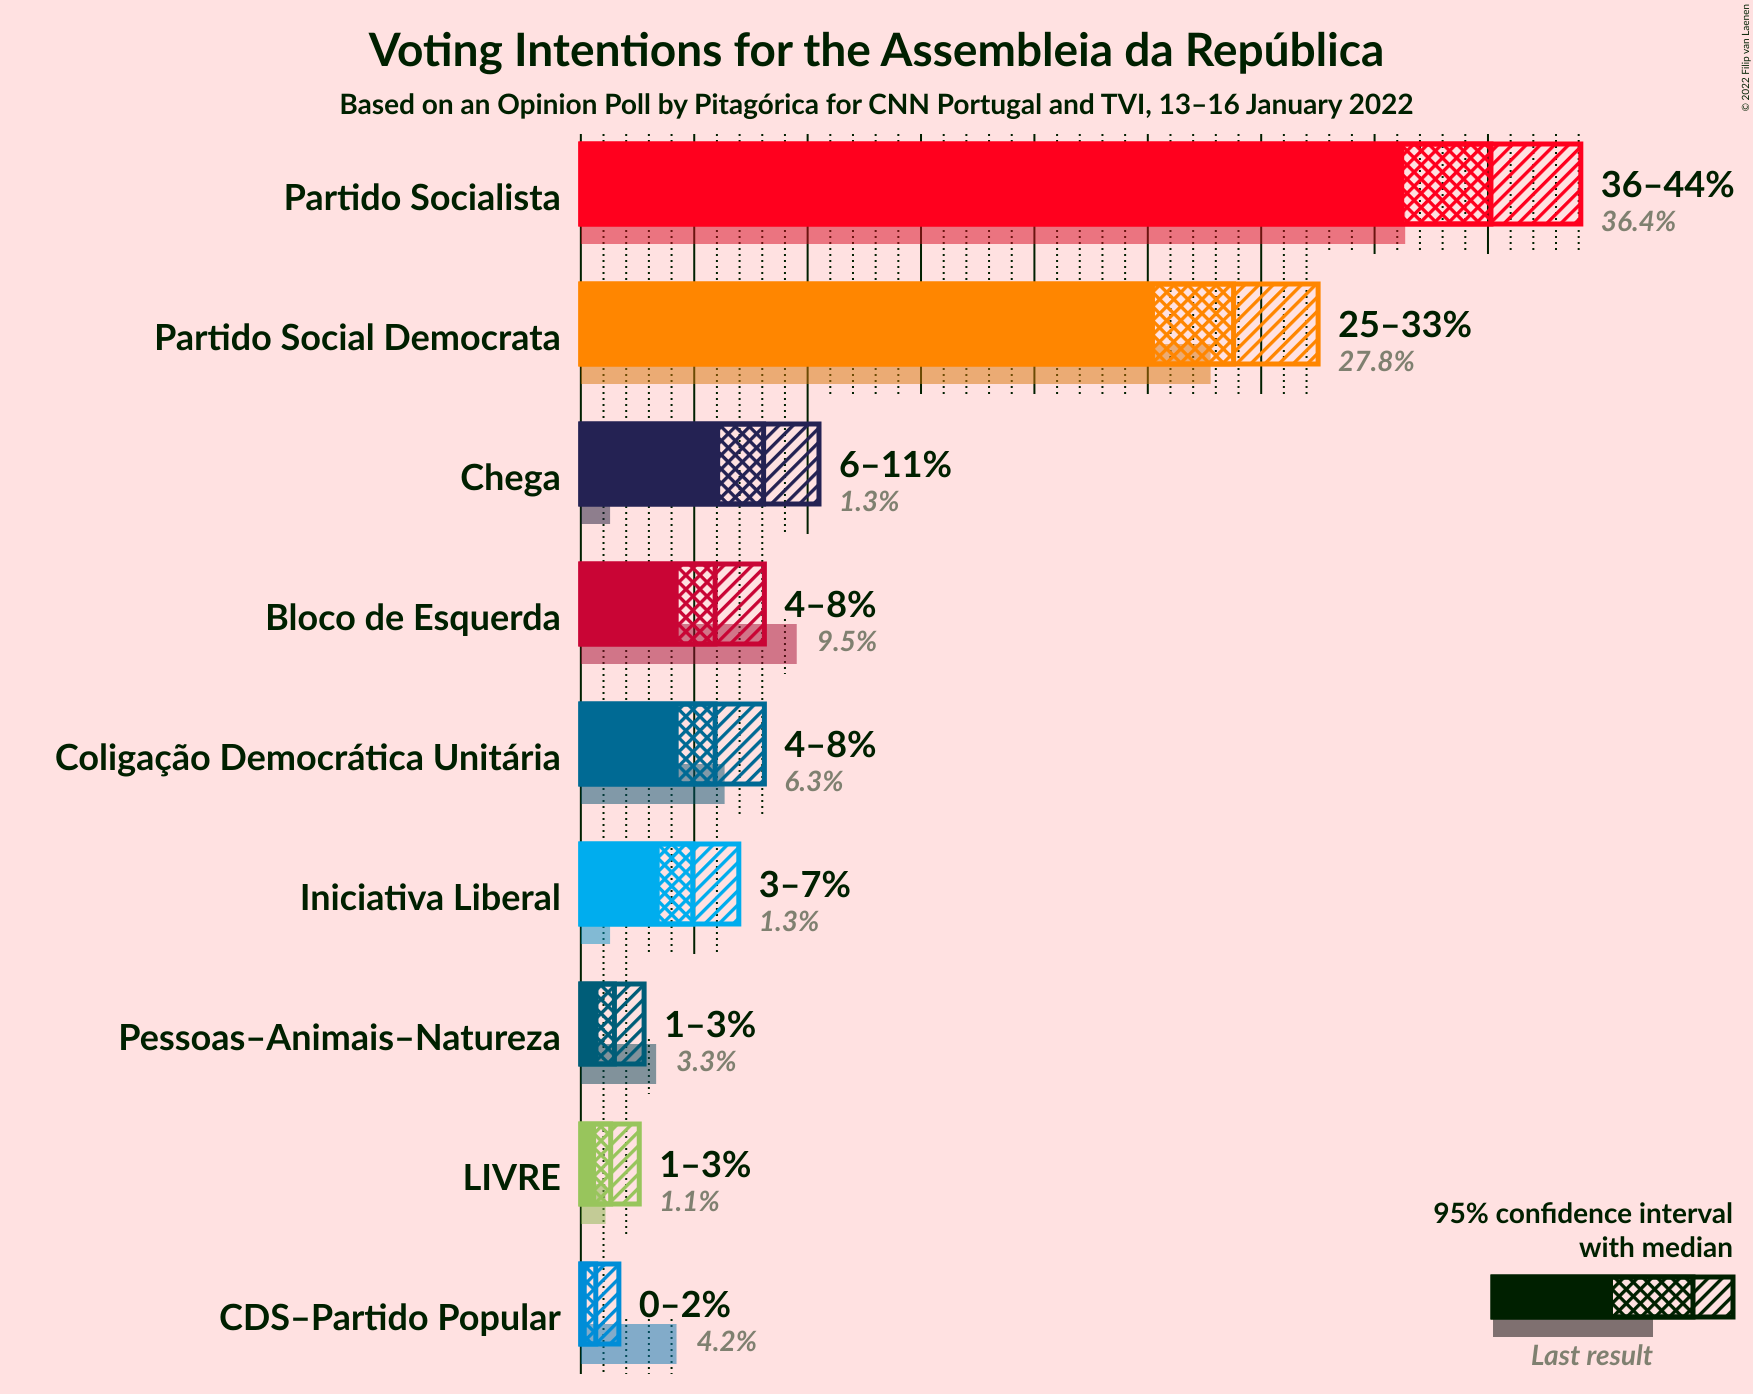 Voting Intentions for the Assembleia da República
Based on an Opinion Poll by Pitagórica for CNN Portugal and TVI, 13–16 January 2022
© 2022 Filip van Laenen
Partido Socialista
36–44%
36.4%
Partido Social Democrata
25–33%
27.8%
Chega
6–11%
1.3%
Bloco de Esquerda
4–8%
9.5%
Coligação Democrática Unitária
4–8%
6.3%
Iniciativa Liberal
3–7%
1.3%
Pessoas–Animais–Natureza
1–3%
3.3%
LIVRE
1–3%
1.1%
CDS–Partido Popular
0–2%
4.2%
95% confidence interval
with median
Last result